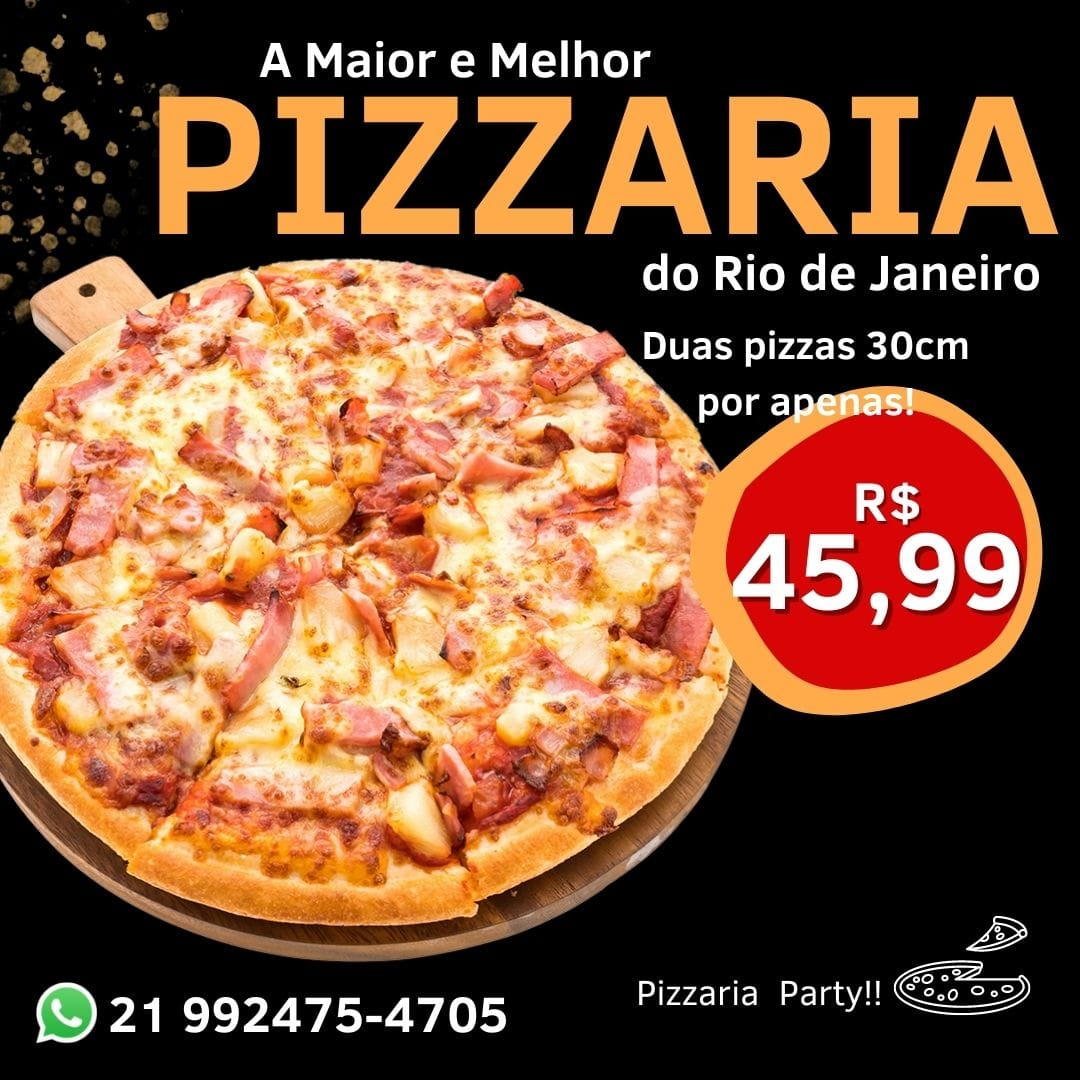 A Maior e Melhor
PIZZARIA
do Rio de Janeiro
Duas pizzas 30cm
por apenas!
R$
45,99
21 992475-4705
Pizzaria Party!!